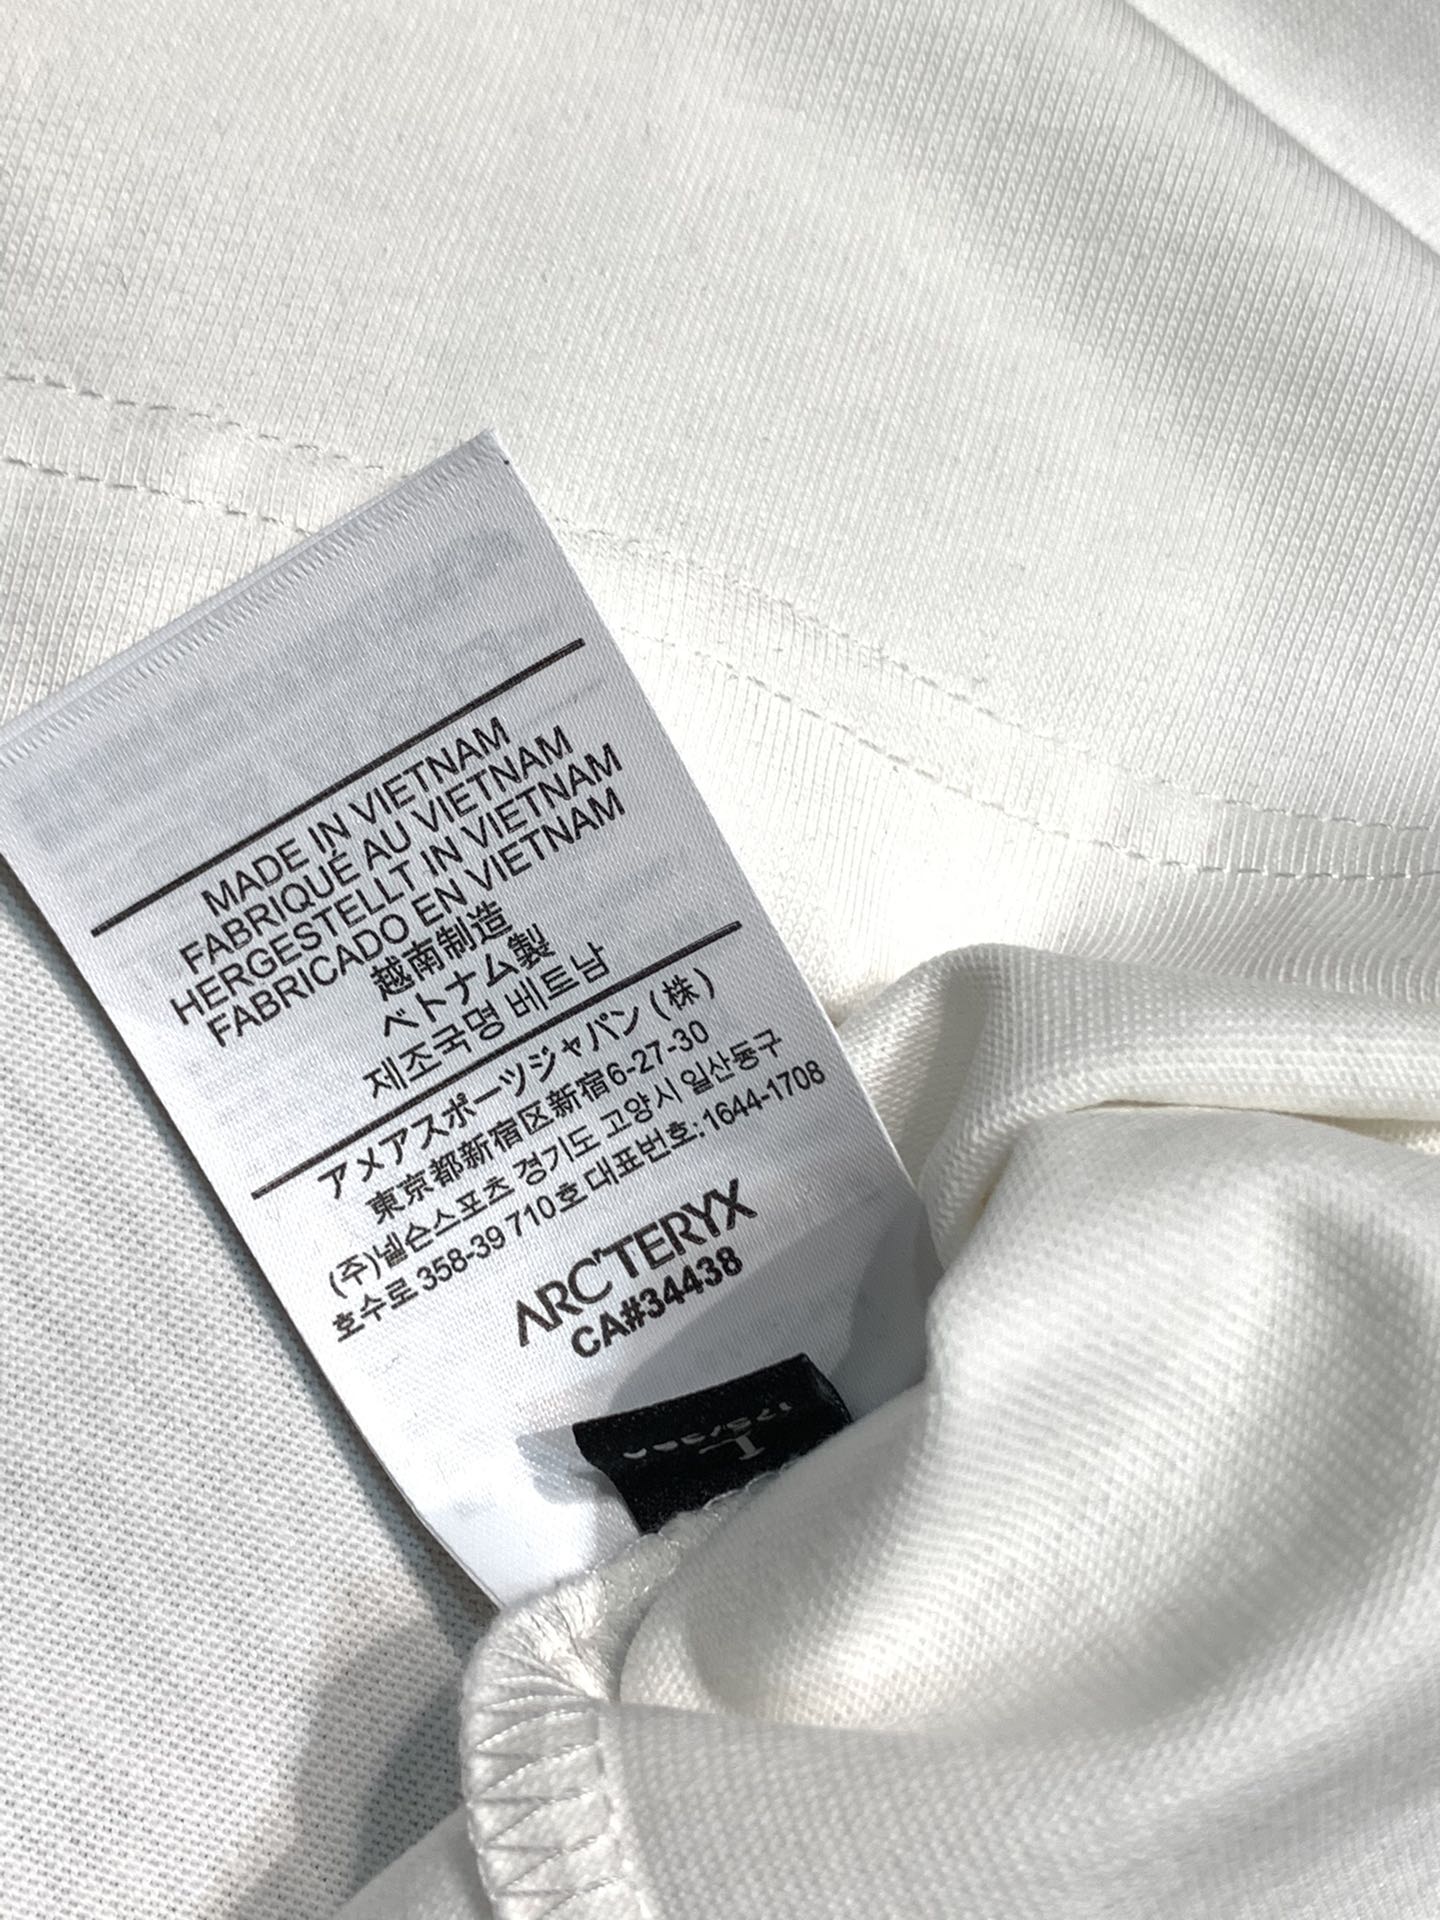 MADE IN VIETNAM
FABRIQUÉ AU VIETNAM
HERGESTELLT IN VIETNAM
FABRICADO EN VIETNAM
越南制造
ベトナム製
제조국명 베트남
アメアスポーツジャパン (株)
東京都新宿区新宿6-27-30
(주)넬슨스포츠 경기도 고양시 일산동구
호수로 358-39 710호 대표번호: 1644-1708
ARC'TERYX
CA#34438
L